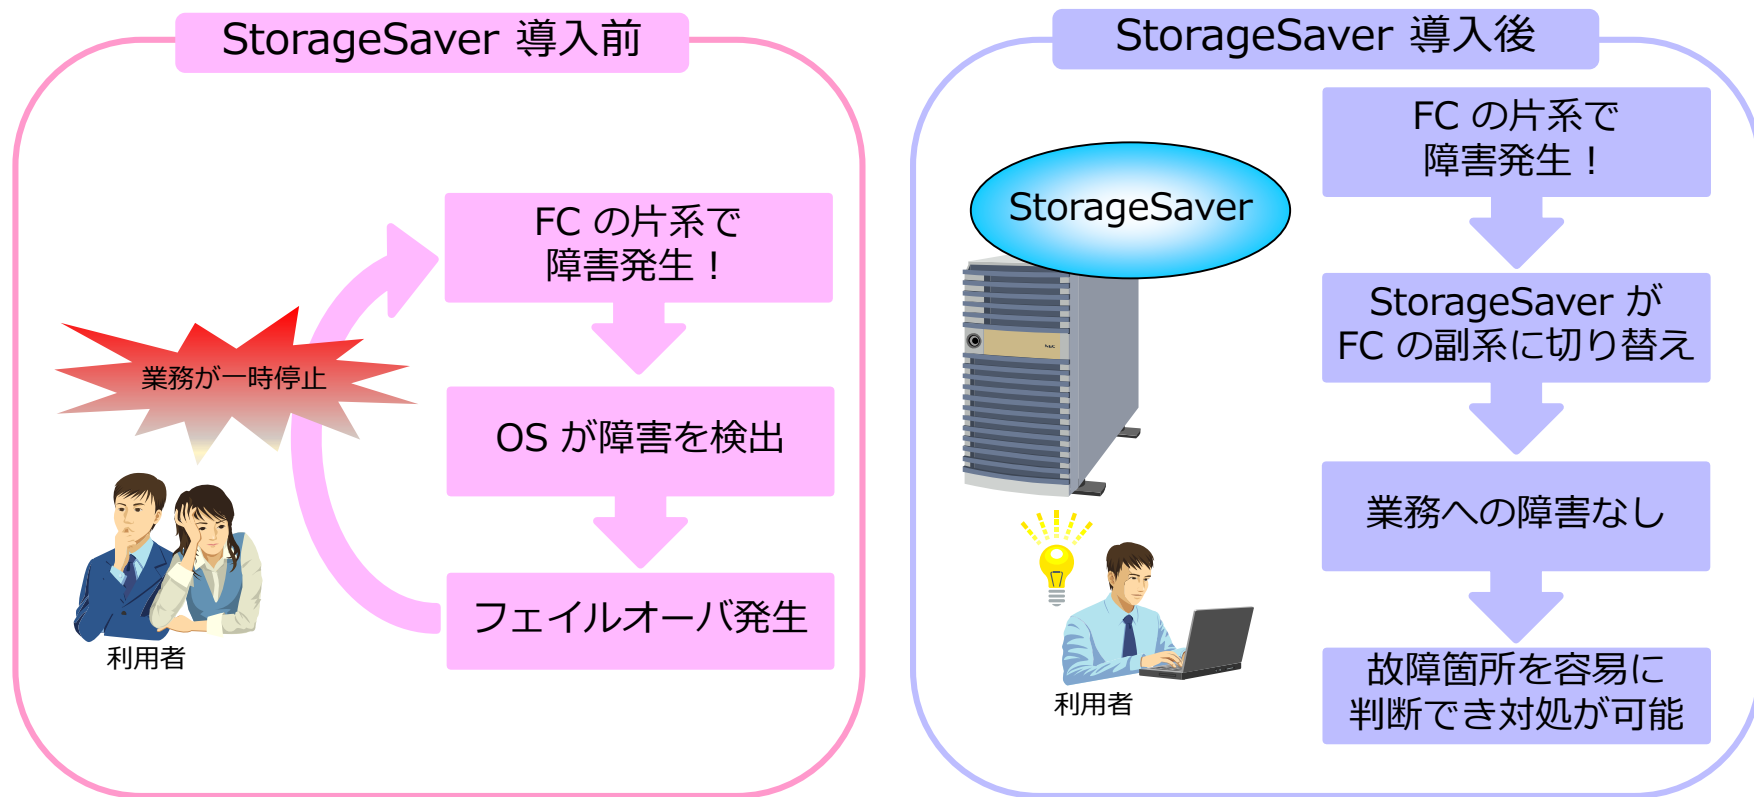 StorageSaver 導入前
FC の片系で
障害発生！
業務が一時停止
OS が障害を検出
フェイルオーバ発生
利用者
StorageSaver 導入後
StorageSaver
FC の片系で
障害発生！
StorageSaver が
FC の副系に切り替え
業務への障害なし
故障箇所を容易に
判断でき対処が可能
利用者